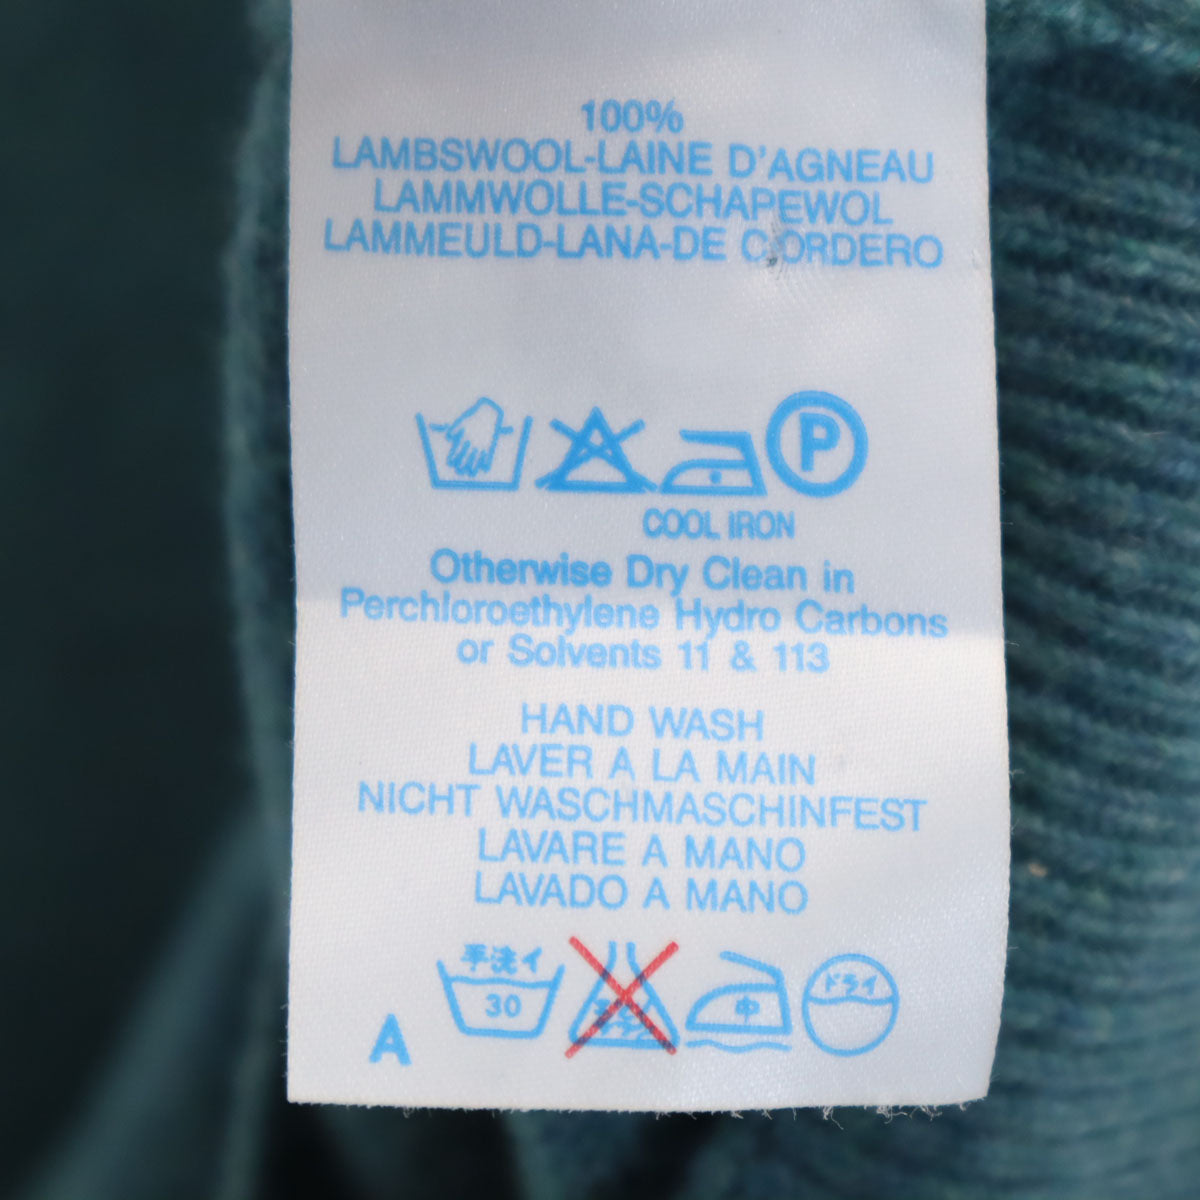 100%
LAMBSWOOL-LAINE D'AGNEAU
LAMMWOLLE-SCHAPEWOL
LAMMEULD-LANA-DE CORDERO
P
COOL IRON
Otherwise Dry Clean in
Perchloroethylene Hydro Carbons
or Solvents 11 & 113
HAND WASH
LAVER A LA MAIN
NICHT WASCHMASCHINFEST
LAVARE A MANO
LAVADO A MANO
手洗イ
30
中
ドライ
A